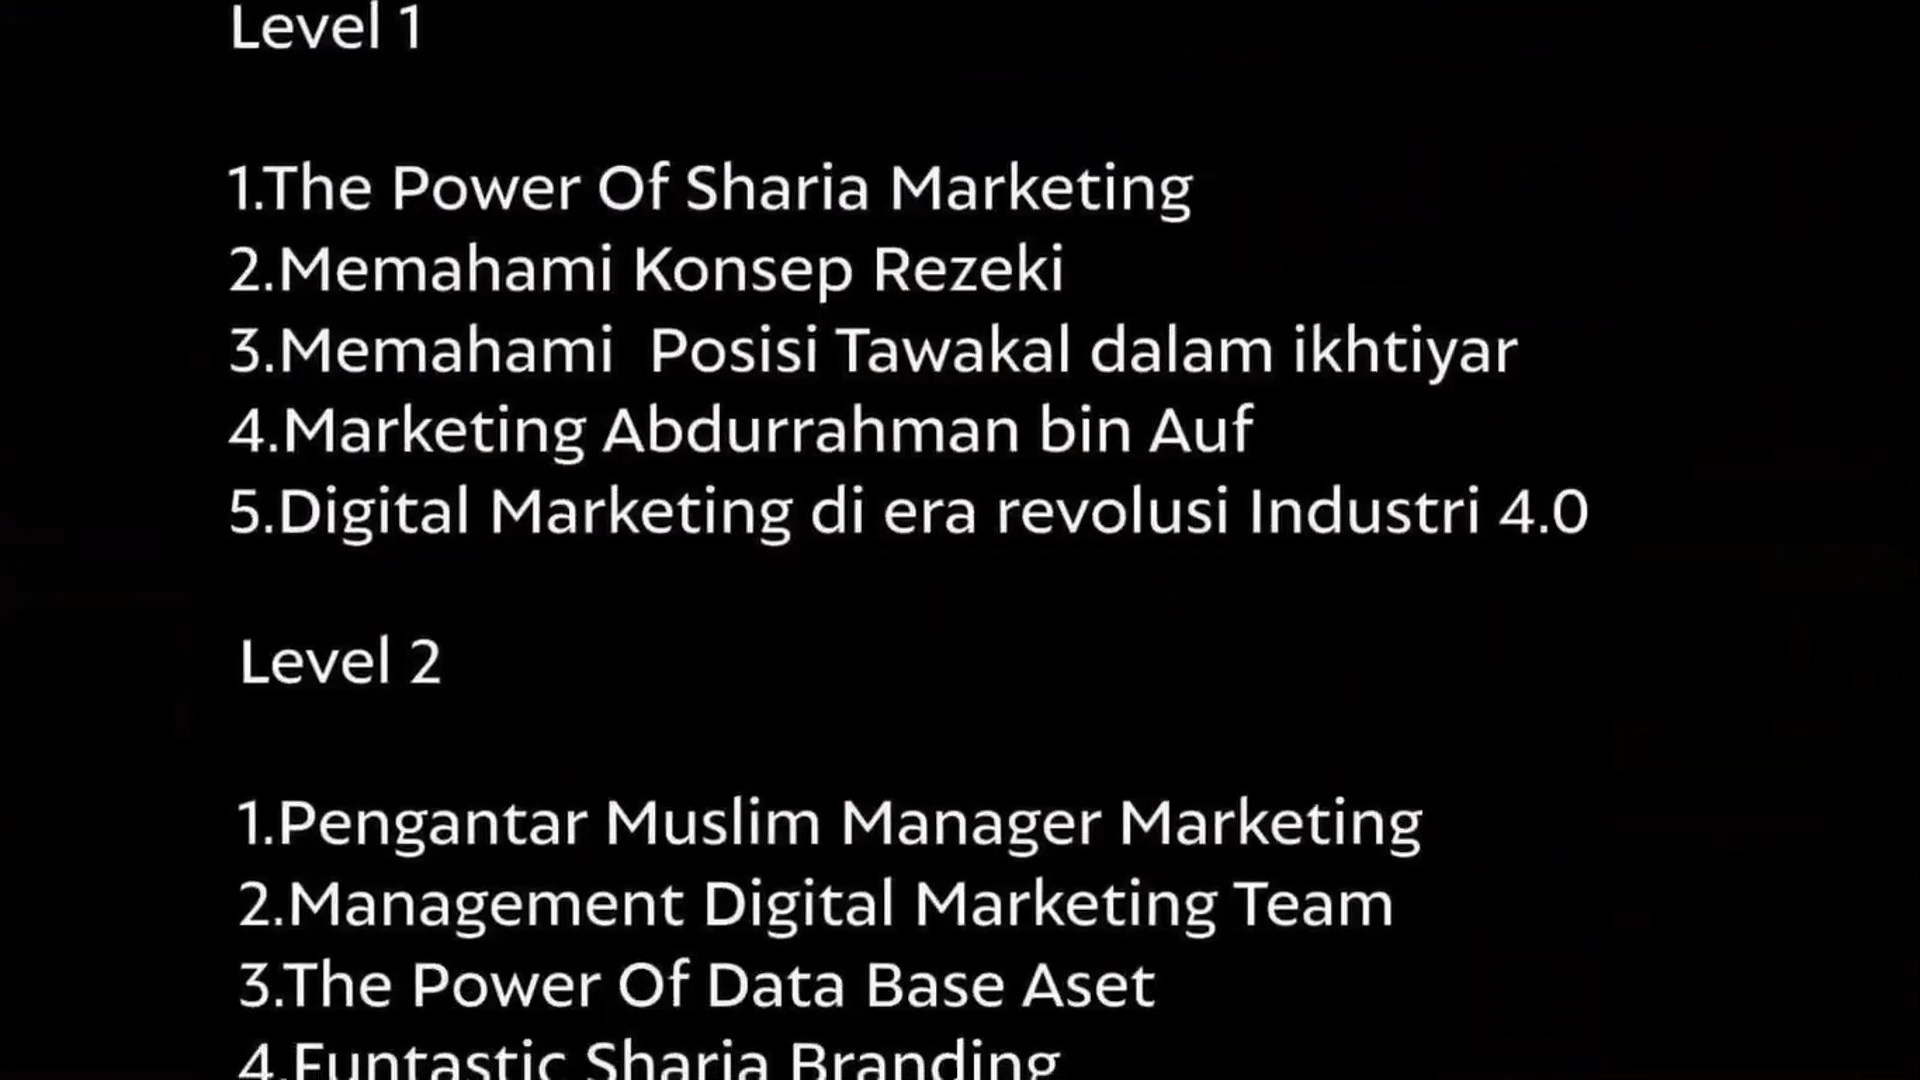 Level 1
1.The Power Of Sharia Marketing
2.Memahami Konsep Rezeki
3.Memahami  Posisi Tawakal dalam ikhtiyar
4.Marketing Abdurrahman bin Auf
5.Digital Marketing di era revolusi Industri 4.0
Level 2
1.Pengantar Muslim Manager Marketing
2.Management Digital Marketing Team
3.The Power Of Data Base Aset
4.Funtastic Sharia Branding